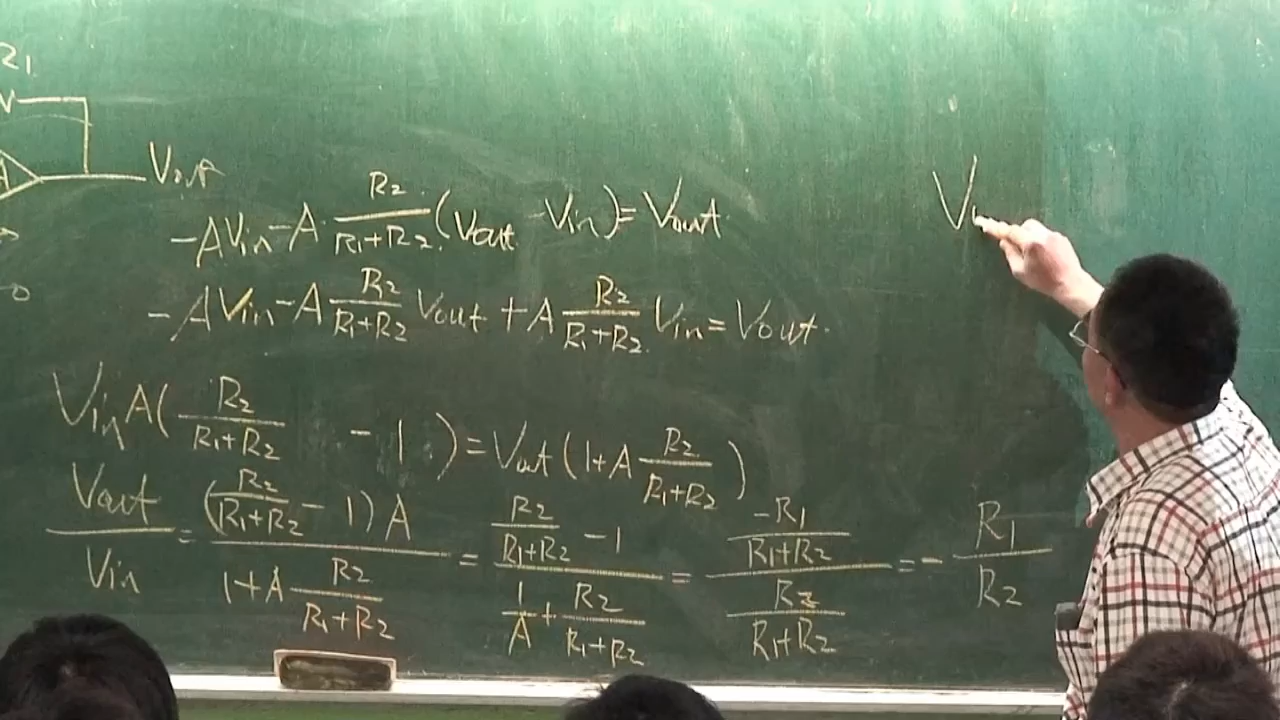 R1
A
Vout
-AVin-A·R2/(R1+R2)(Vout-Vin)=Vout
-AVin-A R2/(R1+R2) Vout+A R2/(R1+R2) Vin=Vout.
VinA(R2/(R1+R2) -1)=Vout(1+A R2/(R1+R2))
Vout/Vin=((R2/(R1+R2)-1)A)/(1+A R2/(R1+R2))=(R2/(R1+R2)-1)/(1/A+R2/(R1+R2))=(-R1/(R1+R2))/(R2/(R1+R2))=-R1/R2
V